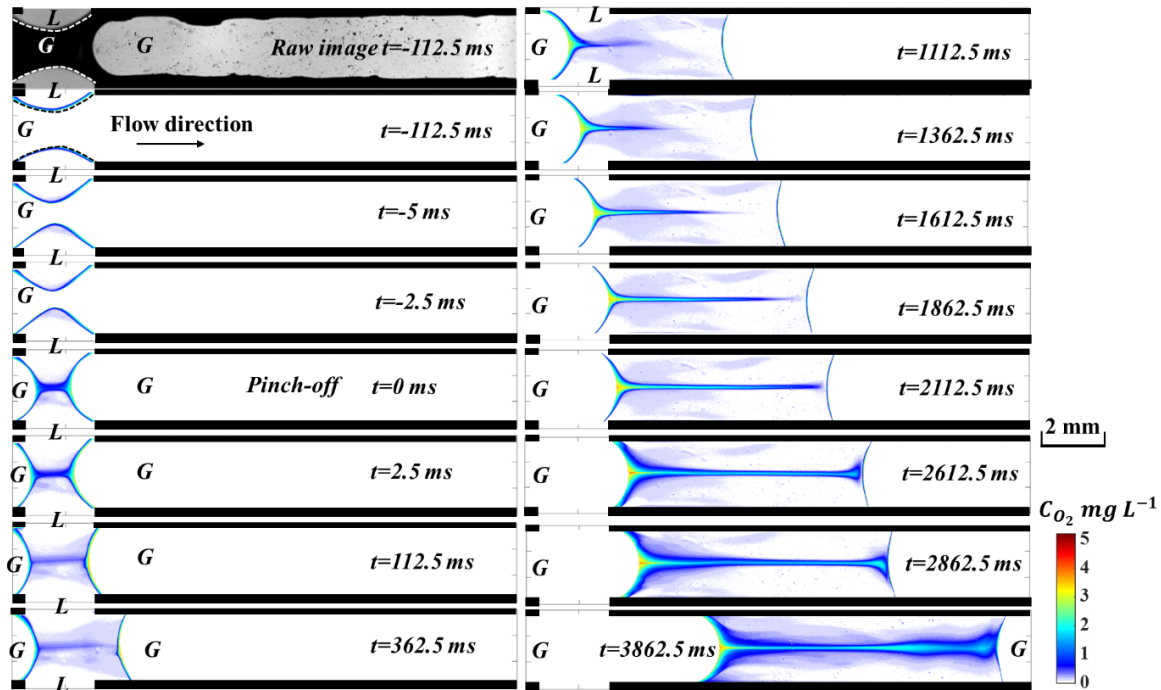 L
G
G
Raw image t=-112.5 ms
L
G
Flow direction
t=-112.5 ms
L
G
t=-5 ms
L
G
t=-2.5 ms
L
G
G
Pinch-off
t=0 ms
L
G
G
t=2.5 ms
L
G
G
t=112.5 ms
L
G
G
t=362.5 ms
L
L
G
t=1112.5 ms
L
G
t=1362.5 ms
G
t=1612.5 ms
G
t=1862.5 ms
G
t=2112.5 ms
G
t=2612.5 ms
G
t=2862.5 ms
G
t=3862.5 ms
G
2 mm
C_{O_2} mg L^{-1}
5
4
3
2
1
0